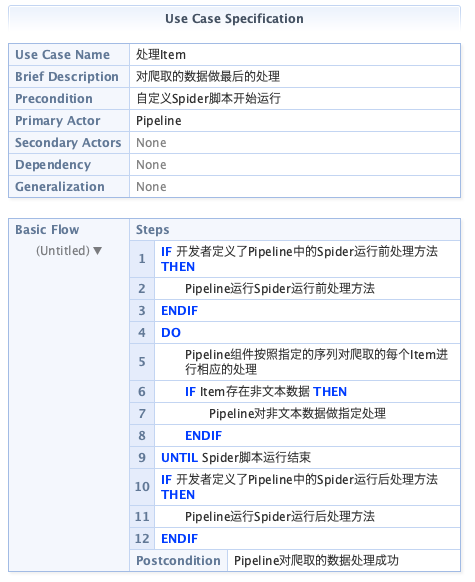 Use Case Specification
Use Case Name 处理Item
Brief Description 对爬取的数据做最后的处理
Precondition 自定义Spider脚本开始运行
Primary Actor Pipeline
Secondary Actors None
Dependency None
Generalization None
Basic Flow Steps
(Untitled) ▼
1 IF 开发者定义了Pipeline中的Spider运行前处理方法
THEN
2 Pipeline运行Spider运行前处理方法
3 ENDIF
4 DO
5 Pipeline组件按照指定的序列对爬取的每个Item进
行相应的处理
6 IF Item存在非文本数据 THEN
7 Pipeline对非文本数据做指定处理
8 ENDIF
9 UNTIL Spider脚本运行结束
10 IF 开发者定义了Pipeline中的Spider运行后处理方法
THEN
11 Pipeline运行Spider运行后处理方法
12 ENDIF
Postcondition Pipeline对爬取的数据处理成功